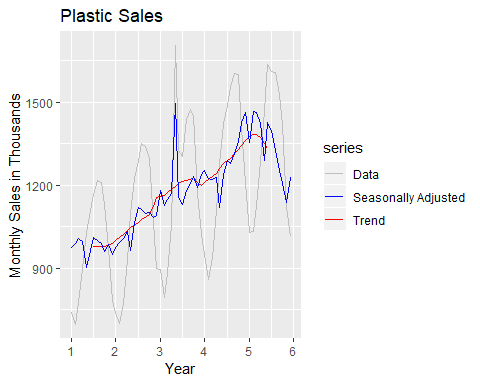 Plastic Sales
Monthly Sales in Thousands
1500
1200
900
1 2 3 4 5 6
Year
series
Data
Seasonally Adjusted
Trend